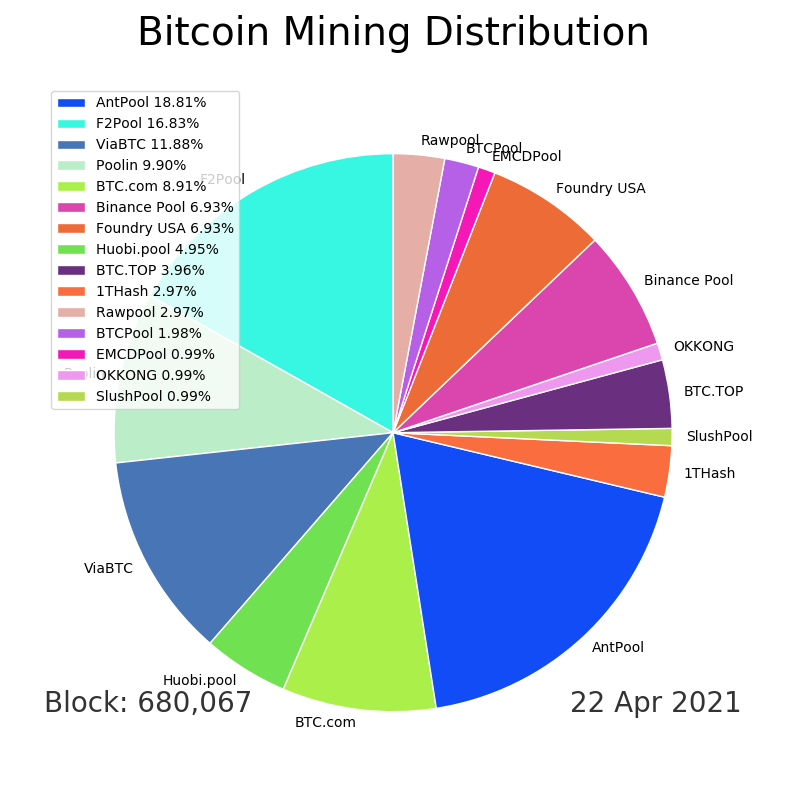 Bitcoin Mining Distribution
AntPool 18.81%
F2Pool 16.83%
ViaBTC 11.88%
Poolin 9.90%
BTC.com 8.91%
Binance Pool 6.93%
Foundry USA 6.93%
Huobi.pool 4.95%
BTC.TOP 3.96%
1THash 2.97%
Rawpool 2.97%
BTCPool 1.98%
EMCDPool 0.99%
OKKONG 0.99%
SlushPool 0.99%
Rawpool
BTCPool
EMCDPool
Foundry USA
Binance Pool
OKKONG
BTC.TOP
SlushPool
1THash
AntPool
BTC.com
Huobi.pool
ViaBTC
Poolin
F2Pool
Block: 680,067
22 Apr 2021